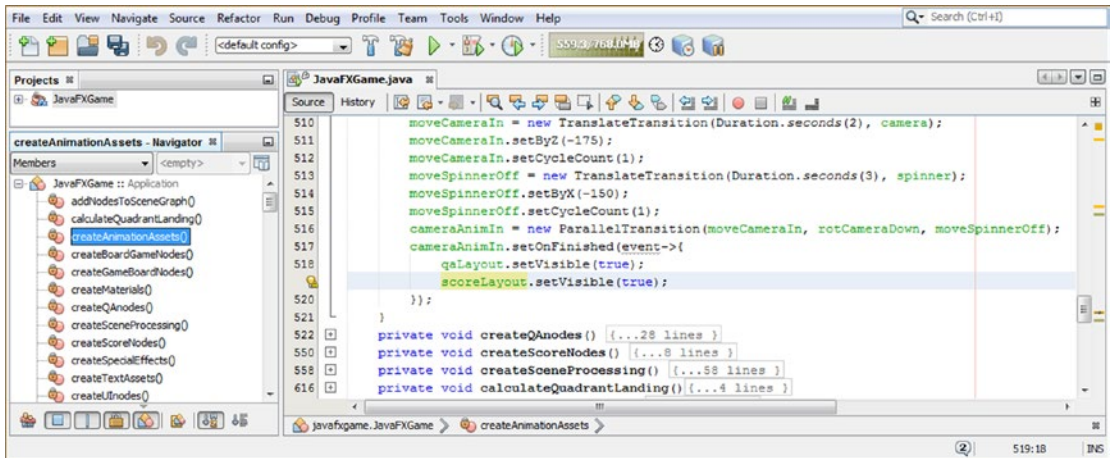 File Edit View Navigate Source Refactor Run Debug Profile Team Tools Window Help
Search (Ctrl+I)
<default config>
Projects
JavaFXGame
createAnimationAssets - Navigator
Members
<empty>
JavaFXGame :: Application
addNodesToSceneGraph()
calculateQuadrantLanding()
createAnimationAssets()
createBoardGameNodes()
createGameBoardNodes()
createMaterials()
createQAnodes()
createSceneProcessing()
createScoreNodes()
createSpecialEffects()
createTextAssets()
createUInodes()
JavaFXGame.java
Source History
510 moveCameraIn = new TranslateTransition(Duration.seconds(2), camera);
511 moveCameraIn.setByZ(-175);
512 moveCameraIn.setCycleCount(1);
513 moveSpinnerOff = new TranslateTransition(Duration.seconds(3), spinner);
514 moveSpinnerOff.setByX(-150);
515 moveSpinnerOff.setCycleCount(1);
516 cameraAnimIn = new ParallelTransition(moveCameraIn, rotCameraDown, moveSpinnerOff);
517 cameraAnimIn.setOnFinished(event->{
518 qaLayout.setVisible(true);
scoreLayout.setVisible(true);
520 });
521 }
522 private void createQAnodes() {...28 lines }
550 private void createScoreNodes() {...8 lines }
558 private void createSceneProcessing() {...58 lines }
616 private void calculateQuadrantLanding() {...4 lines }
javafxgame.JavaFXGame createAnimationAssets
2 519:18 INS